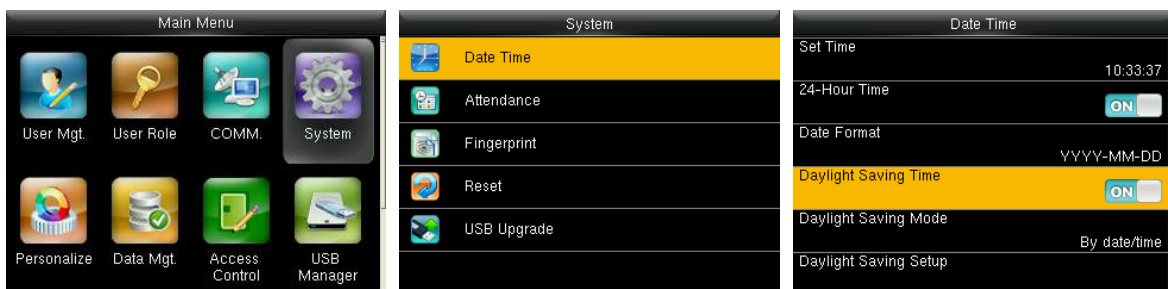 Main Menu
User Mgt.
User Role
COMM.
System
Personalize
Data Mgt.
Access
Control
USB
Manager
System
Date Time
Attendance
Fingerprint
Reset
USB Upgrade
Date Time
Set Time
10:33:37
24-Hour Time
ON
Date Format
YYYY-MM-DD
Daylight Saving Time
ON
Daylight Saving Mode
By date/time
Daylight Saving Setup